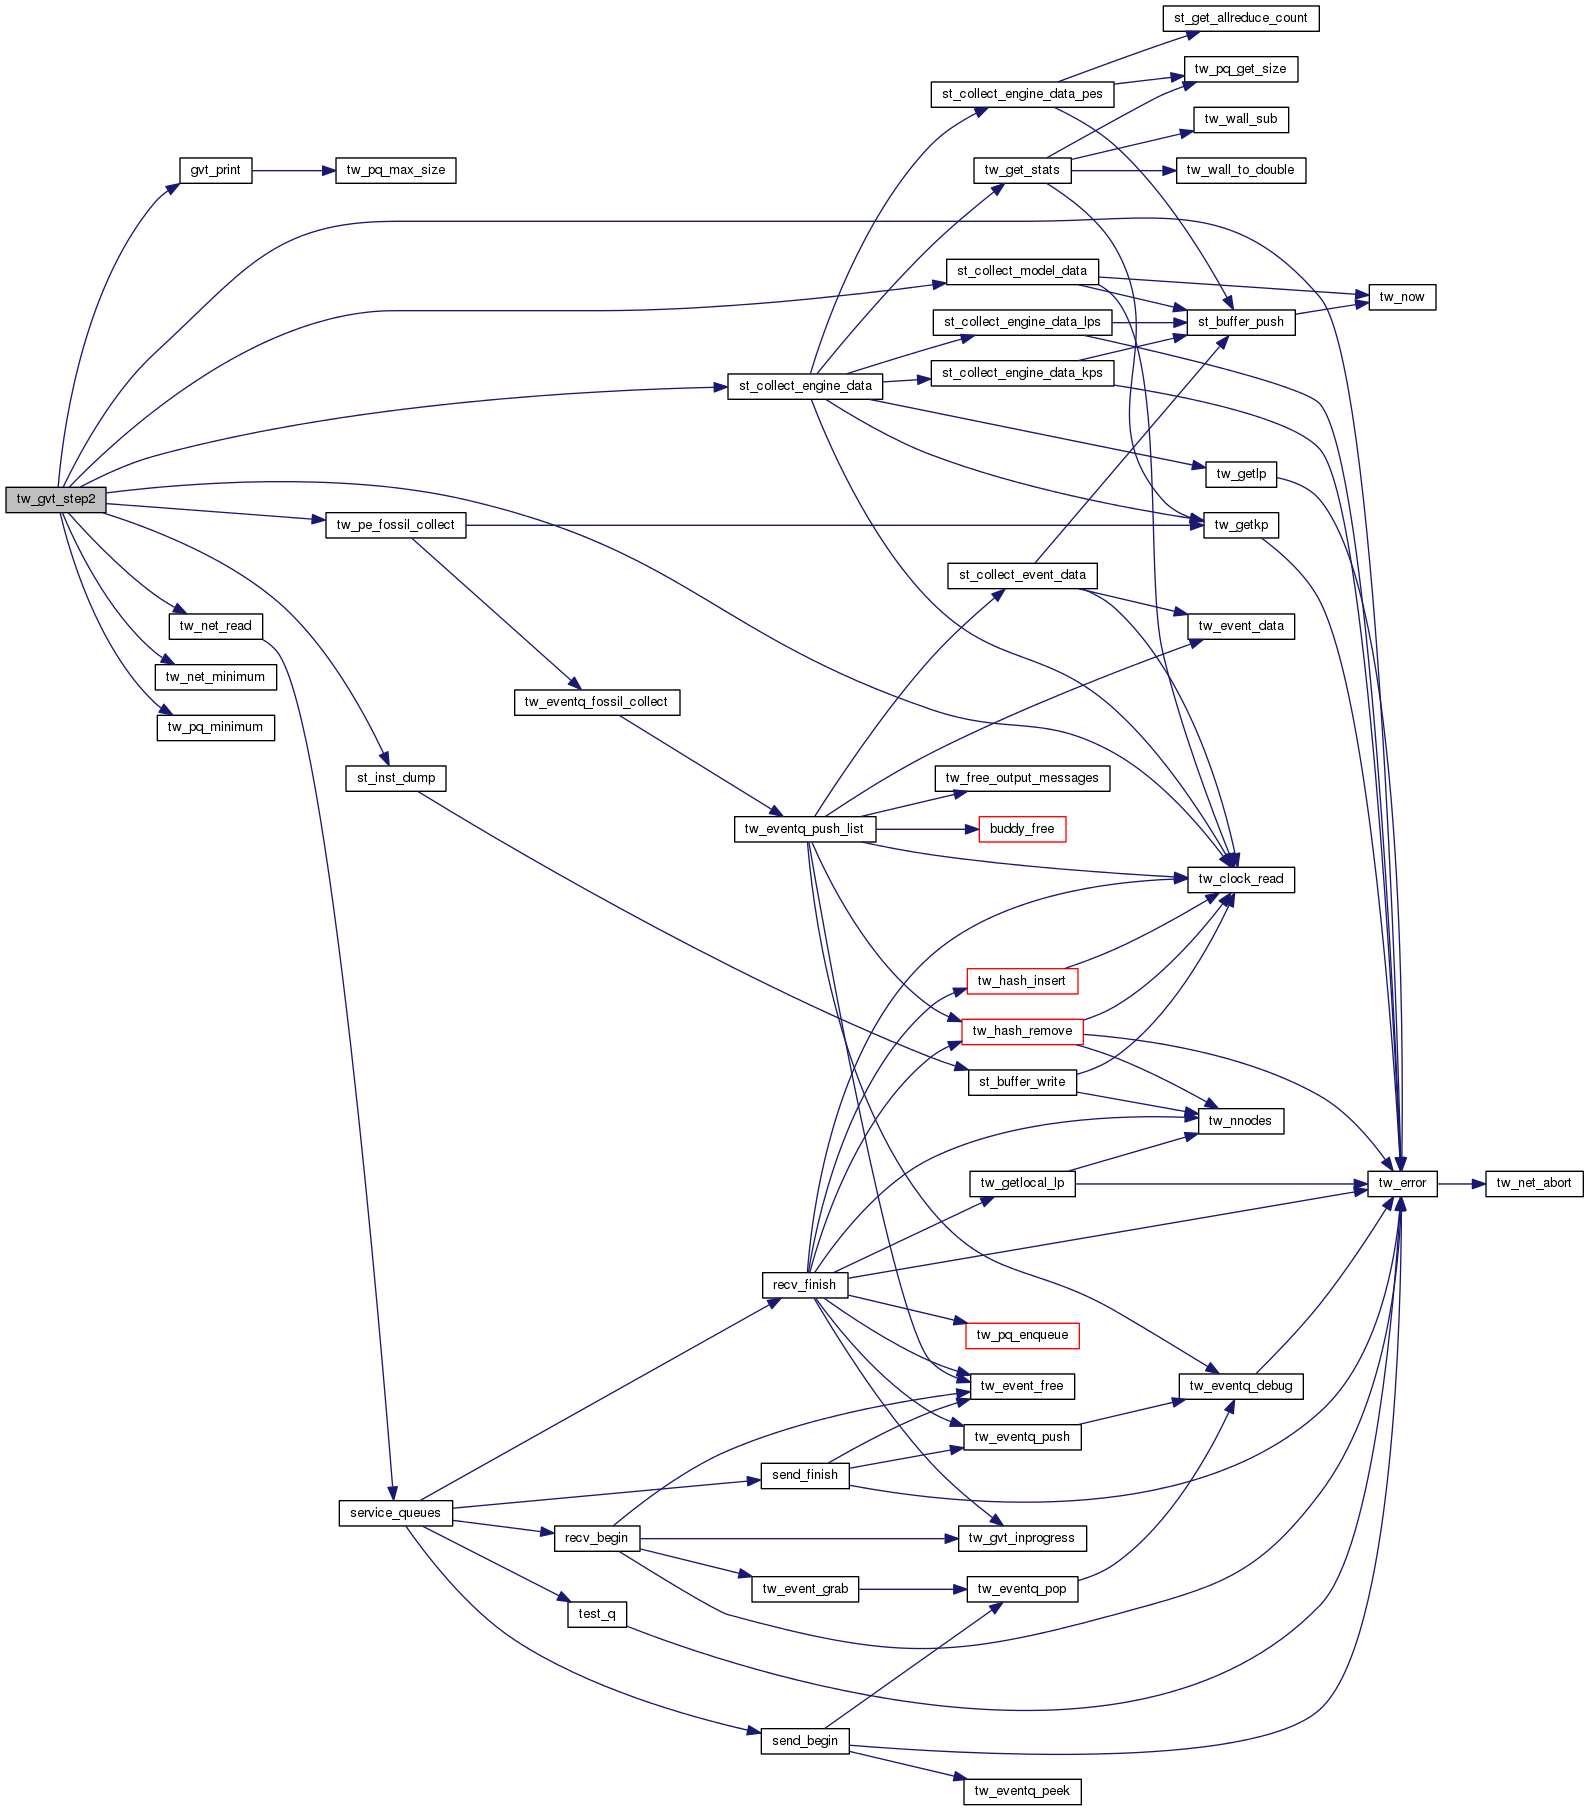 st_get_allreduce_count
tw_pq_get_size
st_collect_engine_data_pes
tw_wall_sub
gvt_print
tw_pq_max_size
tw_get_stats
tw_wall_to_double
st_collect_model_data
tw_now
st_collect_engine_data_lps
st_buffer_push
st_collect_engine_data_kps
st_collect_engine_data
tw_getlp
tw_gvt_step2
tw_pe_fossil_collect
tw_getkp
st_collect_event_data
tw_net_read
tw_event_data
tw_net_minimum
tw_eventq_fossil_collect
tw_pq_minimum
st_inst_dump
tw_free_output_messages
tw_eventq_push_list
buddy_free
tw_clock_read
tw_hash_insert
tw_hash_remove
st_buffer_write
tw_nnodes
tw_getlocal_lp
tw_error
tw_net_abort
recv_finish
tw_pq_enqueue
tw_event_free
tw_eventq_debug
tw_eventq_push
send_finish
service_queues
recv_begin
tw_gvt_inprogress
tw_event_grab
tw_eventq_pop
test_q
send_begin
tw_eventq_peek